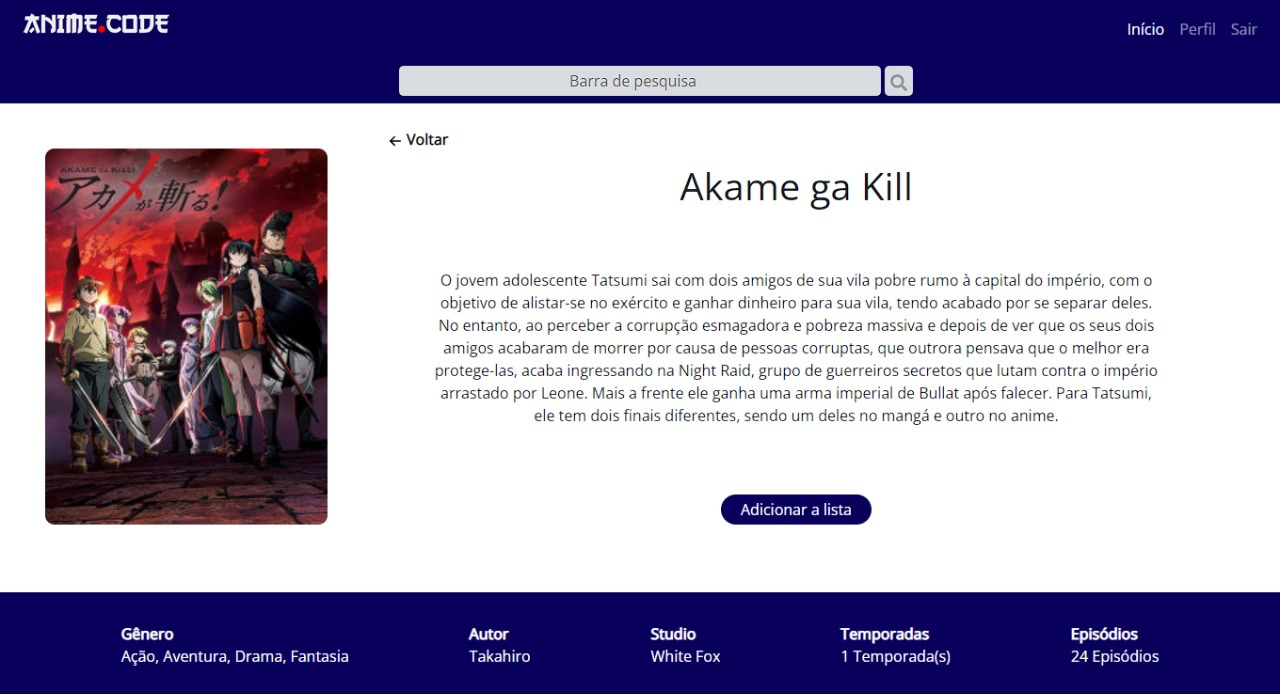 ANIME.CODE
Início Perfil Sair
Barra de pesquisa
← Voltar
AKAME GA KILL!
アカメが斬る!
Akame ga Kill
O jovem adolescente Tatsumi sai com dois amigos de sua vila pobre rumo à capital do império, com o
objetivo de alistar-se no exército e ganhar dinheiro para sua vila, tendo acabado por se separar deles.
No entanto, ao perceber a corrupção esmagadora e pobreza massiva e depois de ver que os seus dois
amigos acabaram de morrer por causa de pessoas corruptas, que outrora pensava que o melhor era
protege-las, acaba ingressando na Night Raid, grupo de guerreiros secretos que lutam contra o império
arrastado por Leone. Mais a frente ele ganha uma arma imperial de Bullat após falecer. Para Tatsumi,
ele tem dois finais diferentes, sendo um deles no mangá e outro no anime.
Adicionar a lista
Gênero
Ação, Aventura, Drama, Fantasia
Autor
Takahiro
Studio
White Fox
Temporadas
1 Temporada(s)
Episódios
24 Episódios